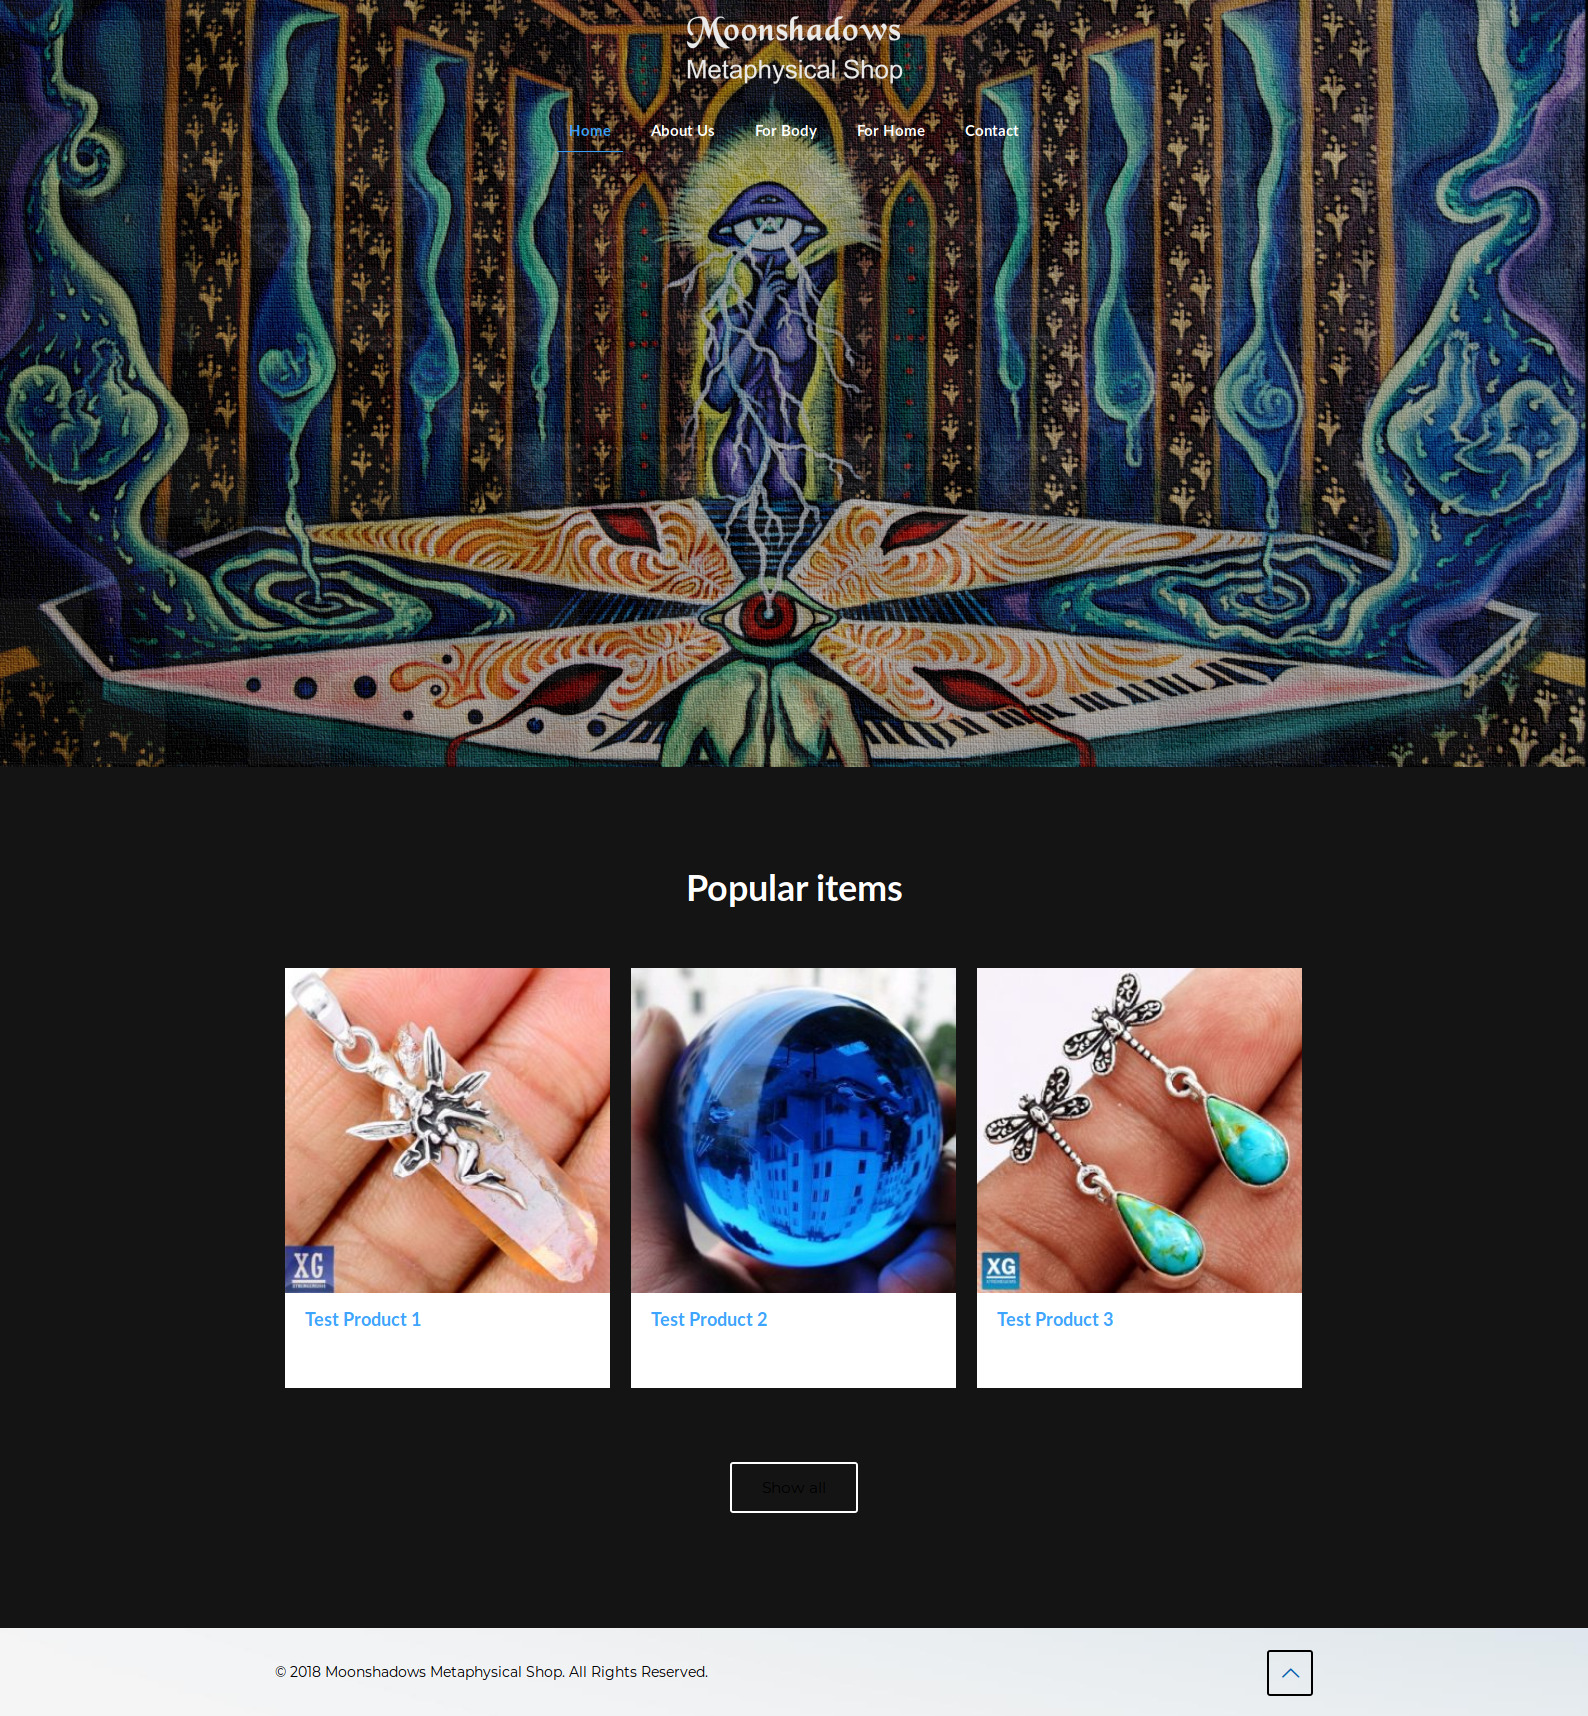 Moonshadows
Metaphysical Shop
Home About Us For Body For Home Contact
Popular items
XG
XG
Test Product 1
Test Product 2
Test Product 3
Show all
© 2018 Moonshadows Metaphysical Shop. All Rights Reserved.